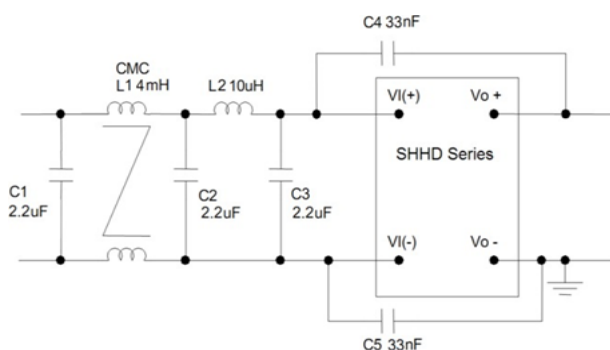 C4 33nF
CMC
L1 4mH
L2 10uH
VI(+)
Vo +
SHHD Series
C1
2.2uF
C2
2.2uF
C3
2.2uF
VI(-)
Vo -
C5 33nF